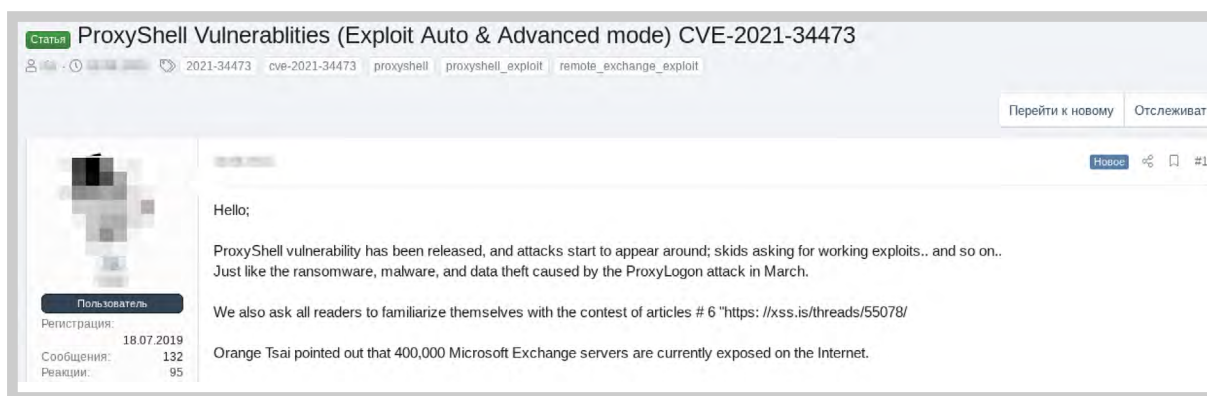 Статья ProxyShell Vulnerablities (Exploit Auto & Advanced mode) CVE-2021-34473
2021-34473 cve-2021-34473 proxyshell proxyshell_exploit remote_exchange_exploit
Перейти к новому Отслеживат
Новое #1
Hello;
ProxyShell vulnerability has been released, and attacks start to appear around; skids asking for working exploits.. and so on..
Just like the ransomware, malware, and data theft caused by the ProxyLogon attack in March.
We also ask all readers to familiarize themselves with the contest of articles # 6 "https: //xss.is/threads/55078/
Orange Tsai pointed out that 400,000 Microsoft Exchange servers are currently exposed on the Internet.
Пользователь
Регистрация:
18.07.2019
Сообщения: 132
Реакции: 95